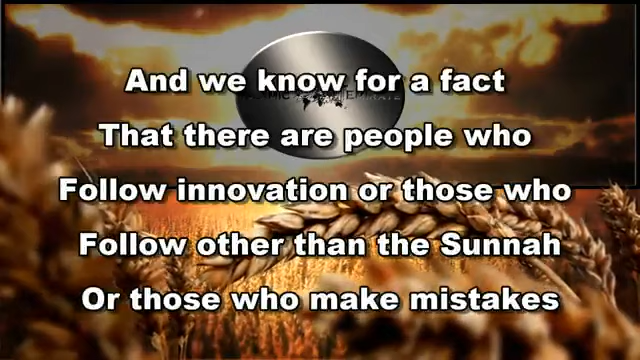 And we know for a fact
That there are people who
Follow innovation or those who
Follow other than the Sunnah
Or those who make mistakes